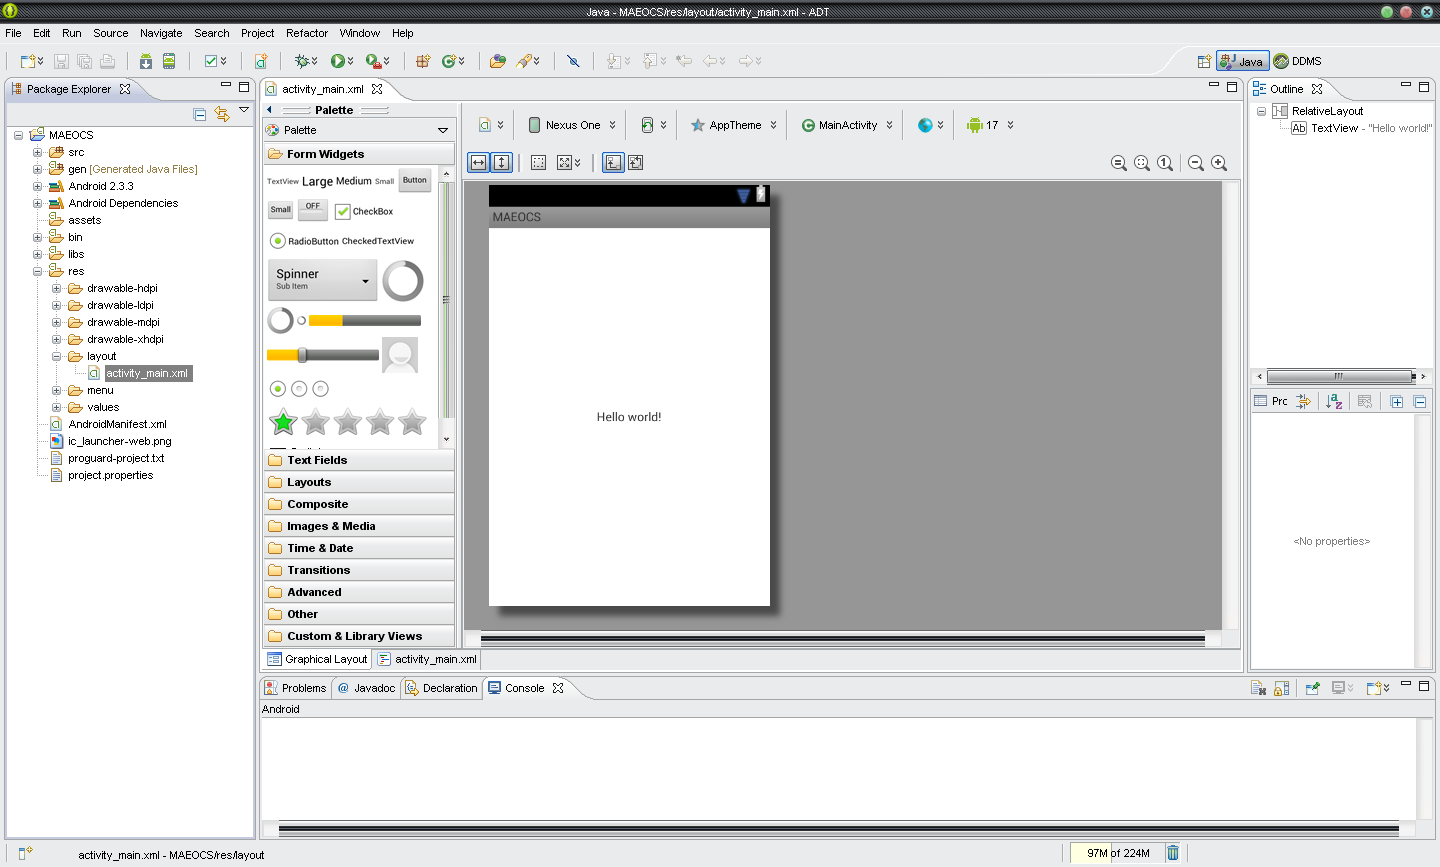 Java - MAEOCS/res/layout/activity_main.xml - ADT
File Edit Run Source Navigate Search Project Refactor Window Help
Java DDMS
Package Explorer
MAEOCS
src
gen [Generated Java Files]
Android 2.3.3
Android Dependencies
assets
bin
libs
res
drawable-hdpi
drawable-ldpi
drawable-mdpi
drawable-xhdpi
layout
activity_main.xml
menu
values
AndroidManifest.xml
ic_launcher-web.png
proguard-project.txt
project.properties
activity_main.xml
Palette
Palette
Form Widgets
TextView Large Medium Small Button
Small OFF CheckBox
RadioButton CheckedTextView
Spinner
Sub Item
Text Fields
Layouts
Composite
Images & Media
Time & Date
Transitions
Advanced
Other
Custom & Library Views
Nexus One AppTheme MainActivity 17
MAEOCS
Hello world!
Graphical Layout activity_main.xml
Outline
RelativeLayout
Ab TextView - "Hello world!"
Prc
<No properties>
Problems @ Javadoc Declaration Console
Android
activity_main.xml - MAEOCS/res/layout
97M of 224M